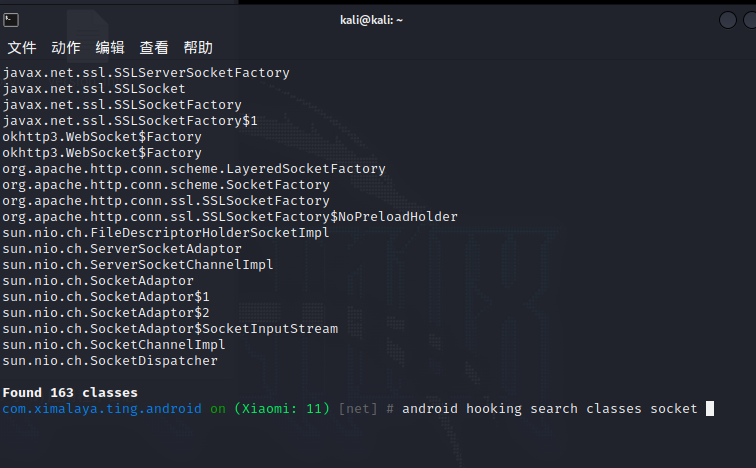 kali@kali: ~
文件 动作 编辑 查看 帮助
javax.net.ssl.SSLServerSocketFactory
javax.net.ssl.SSLSocket
javax.net.ssl.SSLSocketFactory
javax.net.ssl.SSLSocketFactory$1
okhttp3.WebSocket$Factory
okhttp3.WebSocket$Factory
org.apache.http.conn.scheme.LayeredSocketFactory
org.apache.http.conn.scheme.SocketFactory
org.apache.http.conn.ssl.SSLSocketFactory
org.apache.http.conn.ssl.SSLSocketFactory$NoPreloadHolder
sun.nio.ch.FileDescriptorHolderSocketImpl
sun.nio.ch.ServerSocketAdaptor
sun.nio.ch.ServerSocketChannelImpl
sun.nio.ch.SocketAdaptor
sun.nio.ch.SocketAdaptor$1
sun.nio.ch.SocketAdaptor$2
sun.nio.ch.SocketAdaptor$SocketInputStream
sun.nio.ch.SocketChannelImpl
sun.nio.ch.SocketDispatcher
Found 163 classes
com.ximalaya.ting.android on (Xiaomi: 11) [net] # android hooking search classes socket